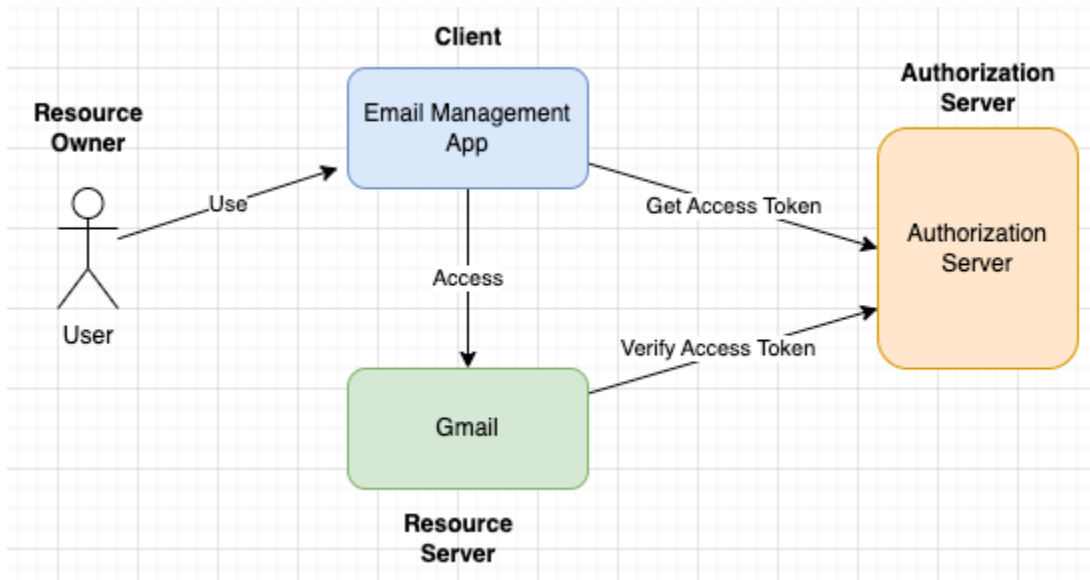 Client
Authorization
Server
Resource
Owner
Email Management
App
Use
Get Access Token
Authorization
Server
Access
User
Verify Access Token
Gmail
Resource
Server